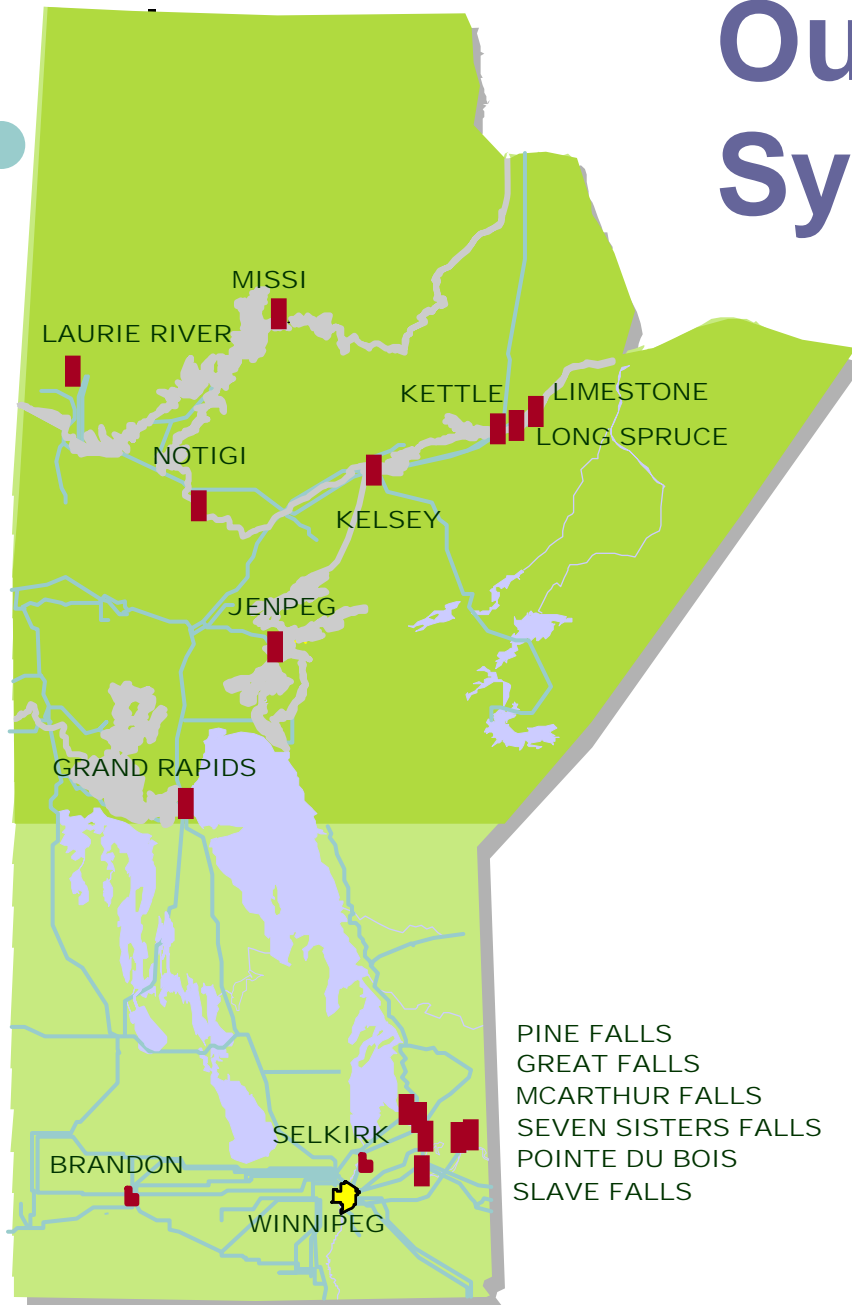 Ou
Sy
MISSI
LAURIE RIVER
KETTLE
LIMESTONE
LONG SPRUCE
NOTIGI
KELSEY
JENPEG
GRAND RAPIDS
PINE FALLS
GREAT FALLS
MCARTHUR FALLS
SEVEN SISTERS FALLS
POINTE DU BOIS
SLAVE FALLS
SELKIRK
BRANDON
WINNIPEG